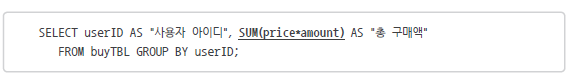 SELECT userID AS "사용자 아이디", SUM(price*amount) AS "총 구매액"
FROM buyTBL GROUP BY userID;